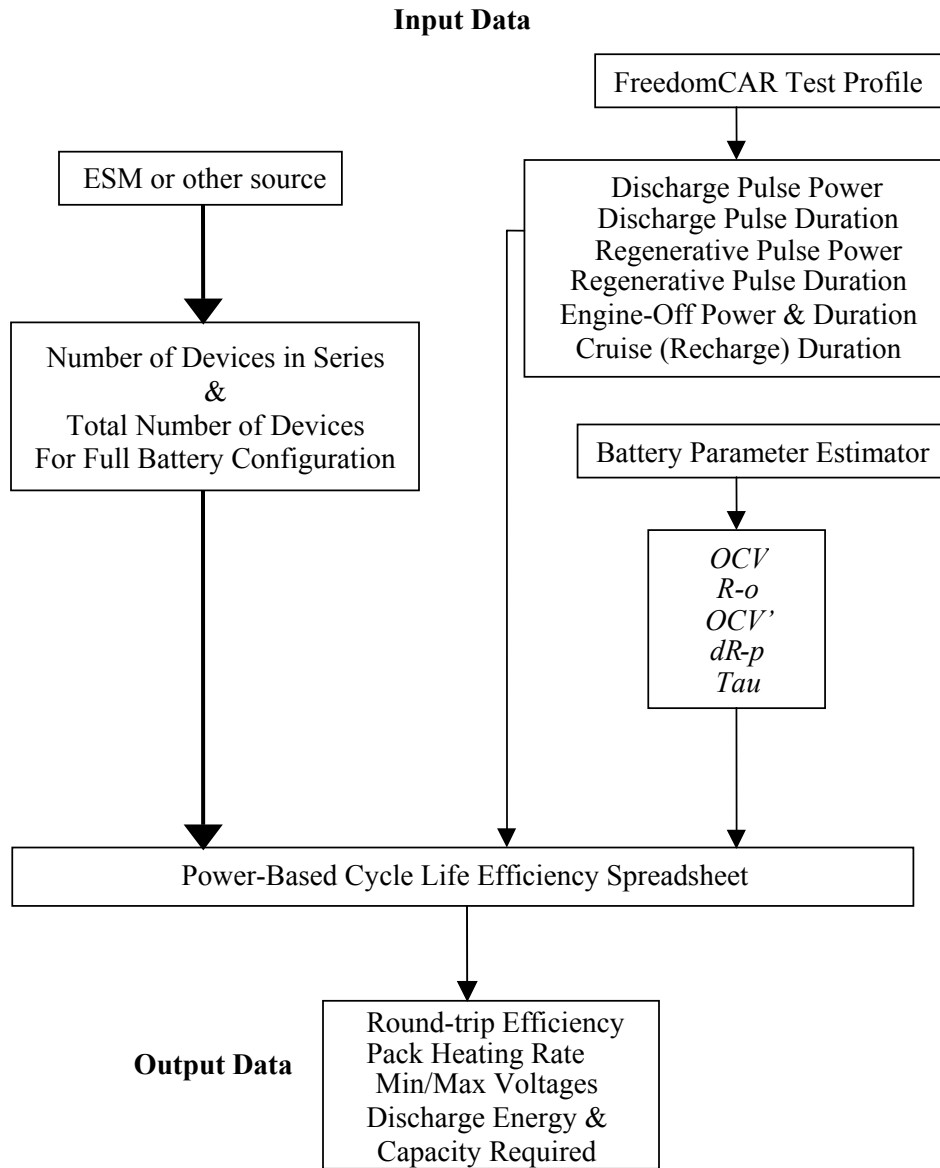 Input Data
FreedomCAR Test Profile
ESM or other source
Discharge Pulse Power
Discharge Pulse Duration
Regenerative Pulse Power
Regenerative Pulse Duration
Engine-Off Power & Duration
Cruise (Recharge) Duration
Number of Devices in Series
&
Total Number of Devices
For Full Battery Configuration
Battery Parameter Estimator
OCV
R-o
OCV’
dR-p
Tau
Power-Based Cycle Life Efficiency Spreadsheet
Output Data
Round-trip Efficiency
Pack Heating Rate
Min/Max Voltages
Discharge Energy &
Capacity Required